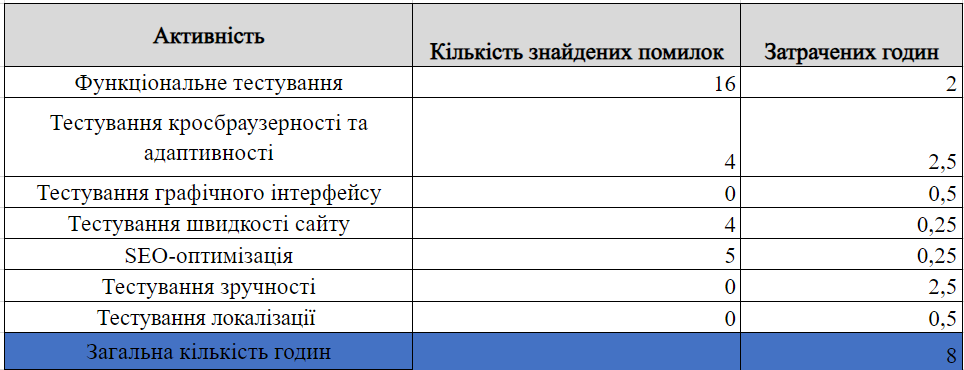 Активність Кількість знайдених помилок Затрачених годин
Функціональне тестування 16 2
Тестування кросбраузерності та
адаптивності 4 2,5
Тестування графічного інтерфейсу 0 0,5
Тестування швидкості сайту 4 0,25
SEO-оптимізація 5 0,25
Тестування зручності 0 2,5
Тестування локалізації 0 0,5
Загальна кількість годин 8